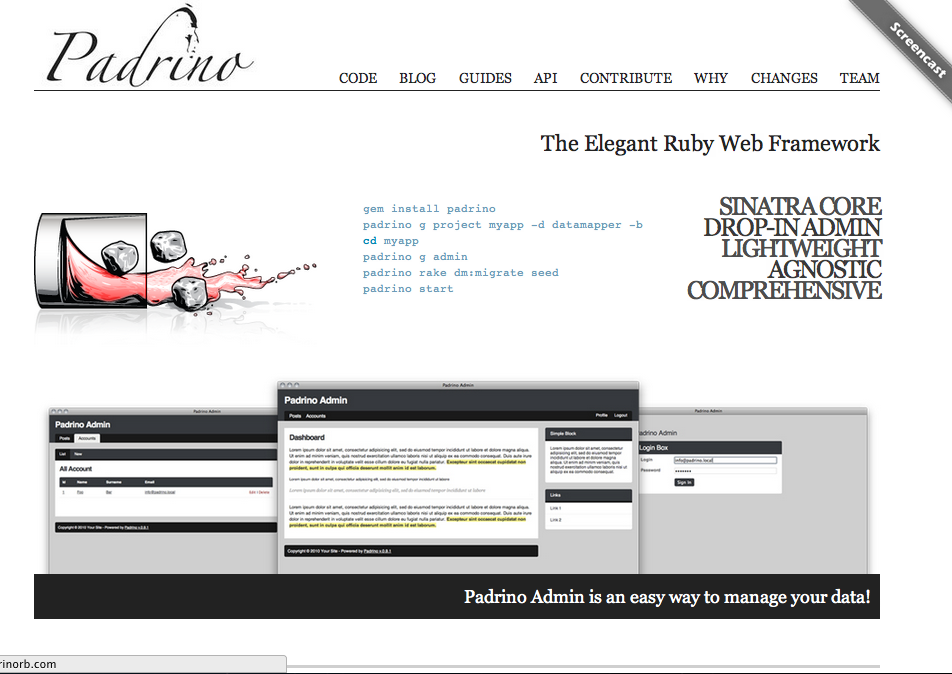 Padrino
Screencast
CODE BLOG GUIDES API CONTRIBUTE WHY CHANGES TEAM
The Elegant Ruby Web Framework
gem install padrino
padrino g project myapp -d datamapper -b
cd myapp
padrino g admin
padrino rake dm:migrate seed
padrino start
SINATRA CORE
DROP-IN ADMIN
LIGHTWEIGHT
AGNOSTIC
COMPREHENSIVE
Padrino Admin
Padrino Admin
Posts Accounts
List New
All Account
Id Name Surname Email
1 Foo Bar info@padrino.local Edit Delete
Copyright © 2010 Your Site - Powered by Padrino v.0.8.1
Padrino Admin
Padrino Admin
Posts Accounts Profile Logout
Dashboard
Lorem ipsum dolor sit amet, consectetur adipisicing elit, sed do eiusmod tempor incididunt ut labore et dolore magna aliqua.
Ut enim ad minim veniam, quis nostrud exercitation ullamco laboris nisi ut aliquip ex ea commodo consequat. Duis aute irure
dolor in reprehenderit in voluptate velit esse cillum dolore eu fugiat nulla pariatur. Excepteur sint occaecat cupidatat non
proident, sunt in culpa qui officia deserunt mollit anim id est laborum.
Lorem ipsum dolor sit amet, consectetur adipisicing elit, sed do eiusmod tempor incididunt ut labore
Lorem ipsum dolor sit amet, consectetur adipisicing elit, sed do eiusmod tempor incididunt ut labore
Lorem ipsum dolor sit amet, consectetur adipisicing elit, sed do eiusmod tempor incididunt ut labore et dolore magna aliqua.
Ut enim ad minim veniam, quis nostrud exercitation ullamco laboris nisi ut aliquip ex ea commodo consequat. Duis aute irure
dolor in reprehenderit in voluptate velit esse cillum dolore eu fugiat nulla pariatur. Excepteur sint occaecat cupidatat non
proident, sunt in culpa qui officia deserunt mollit anim id est laborum.
Copyright © 2010 Your Site - Powered by Padrino v.0.8.1
Simple Block
Lorem ipsum dolor sit amet, consectetur
adipisicing elit, sed do eiusmod tempor
incididunt ut labore et dolore magna aliqua.
Ut enim ad minim veniam, quis nostrud
exercitation ullamco laboris nisi ut aliquip
ex ea commodo consequat.
Links
Link 1
Link 2
Padrino Admin
adrino Admin
Login Box
Login info@padrino.local
Password
Sign In
Padrino Admin is an easy way to manage your data!
rinorb.com